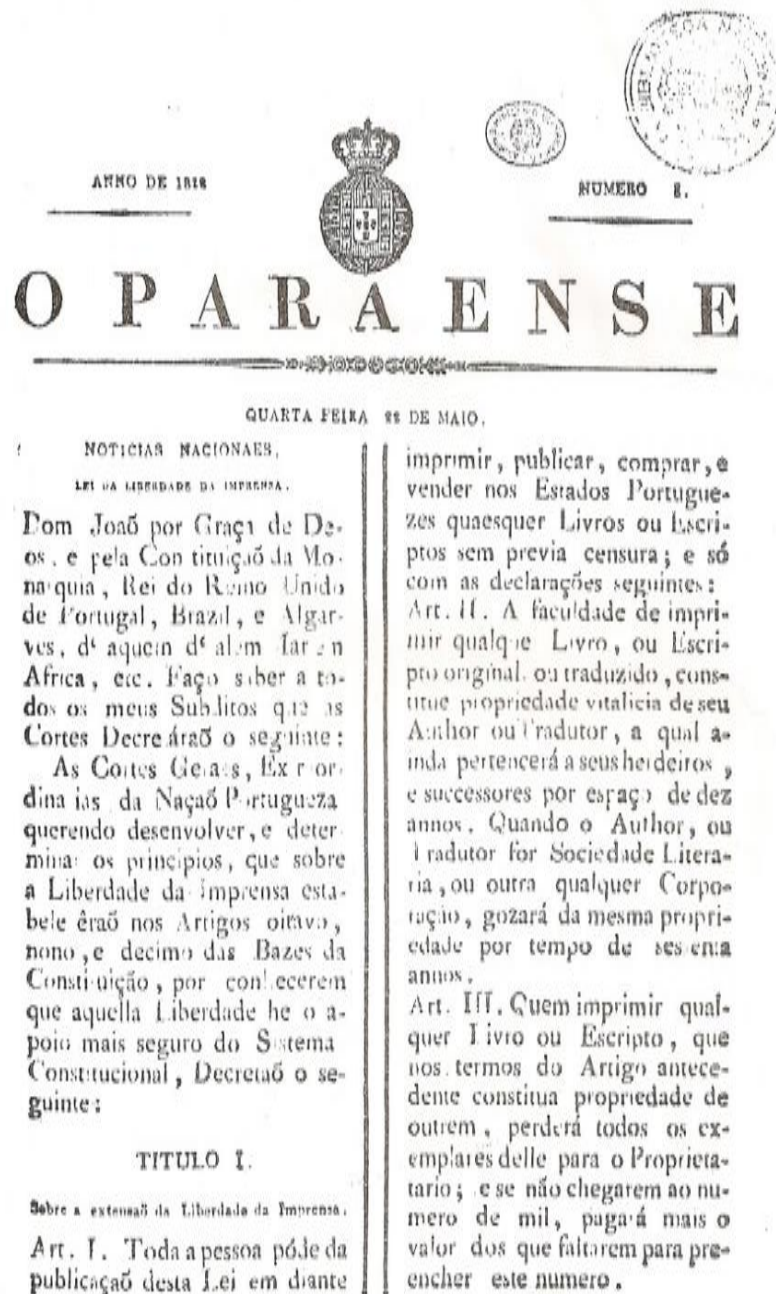 ANNO DE 1822
NUMERO 1.
O PARAENSE
QUARTA FEIRA 22 DE MAIO.
NOTICIAS NACIONAES.
LEI DA LIBERDADE DA IMPRENSA.
Dom Joaõ por Graça de De-
os, e pela Constituiçaõ da Mo-
narquia, Rei do Reino Unido
de Portugal, Brazil, e Algar-
ves, d' aquem d' alem Mar em
Africa, etc. Faço saber a to-
dos os meus Subditos que as
Cortes Decretáraõ o seguinte:
As Cortes Geraes, Extraor-
dinarias da Naçaõ Portugueza
querendo desenvolver, e deter
minar os principios, que sobre
a Liberdade da Imprensa esta-
belecêraõ nos Artigos oitavo,
nono, e decimo das Bazes da
Constituição, por conhecerem
que aquella Liberdade he o a-
poio mais seguro do Sistema
Constitucional, Decretaõ o se-
guinte:
TITULO I.
Sobre a extensaõ da Liberdade da Imprensa.
Art. I. Toda a pessoa póde da
publicaçaõ desta Lei em diante
imprimir, publicar, comprar, e
vender nos Estados Portugue-
zes quaesquer Livros ou Escri-
ptos sem previa censura; e só
com as declarações seguintes:
Art. II. A faculdade de impri-
mir qualquer Livro, ou Escri-
pto original, ou traduzido, cons-
titue propriedade vitalicia de seu
Author ou Tradutor, a qual a-
inda pertencerá a seus herdeiros,
e successores por espaço de dez
annos. Quando o Author, ou
Tradutor for Sociedade Litera-
ria, ou outra qualquer Corpo-
ração, gozará da mesma propri-
edade por tempo de sessenta
annos.
Art. III. Quem imprimir qual-
quer Livro ou Escripto, que
nos termos do Artigo antece-
dente constitua propriedade de
outrem, perderá todos os ex-
emplares delle para o Proprieta-
tario; e se não chegarem ao nu-
mero de mil, pagará mais o
valor dos que faltarem para pre-
encher este numero.